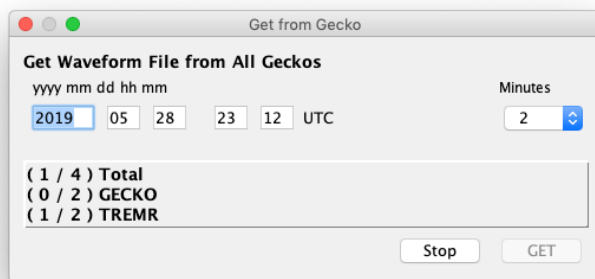 Get from Gecko
Get Waveform File from All Geckos
yyyy mm dd hh mm Minutes
2019 05 28 23 12 UTC 2
( 1 / 4 ) Total
( 0 / 2 ) GECKO
( 1 / 2 ) TREMR
Stop GET